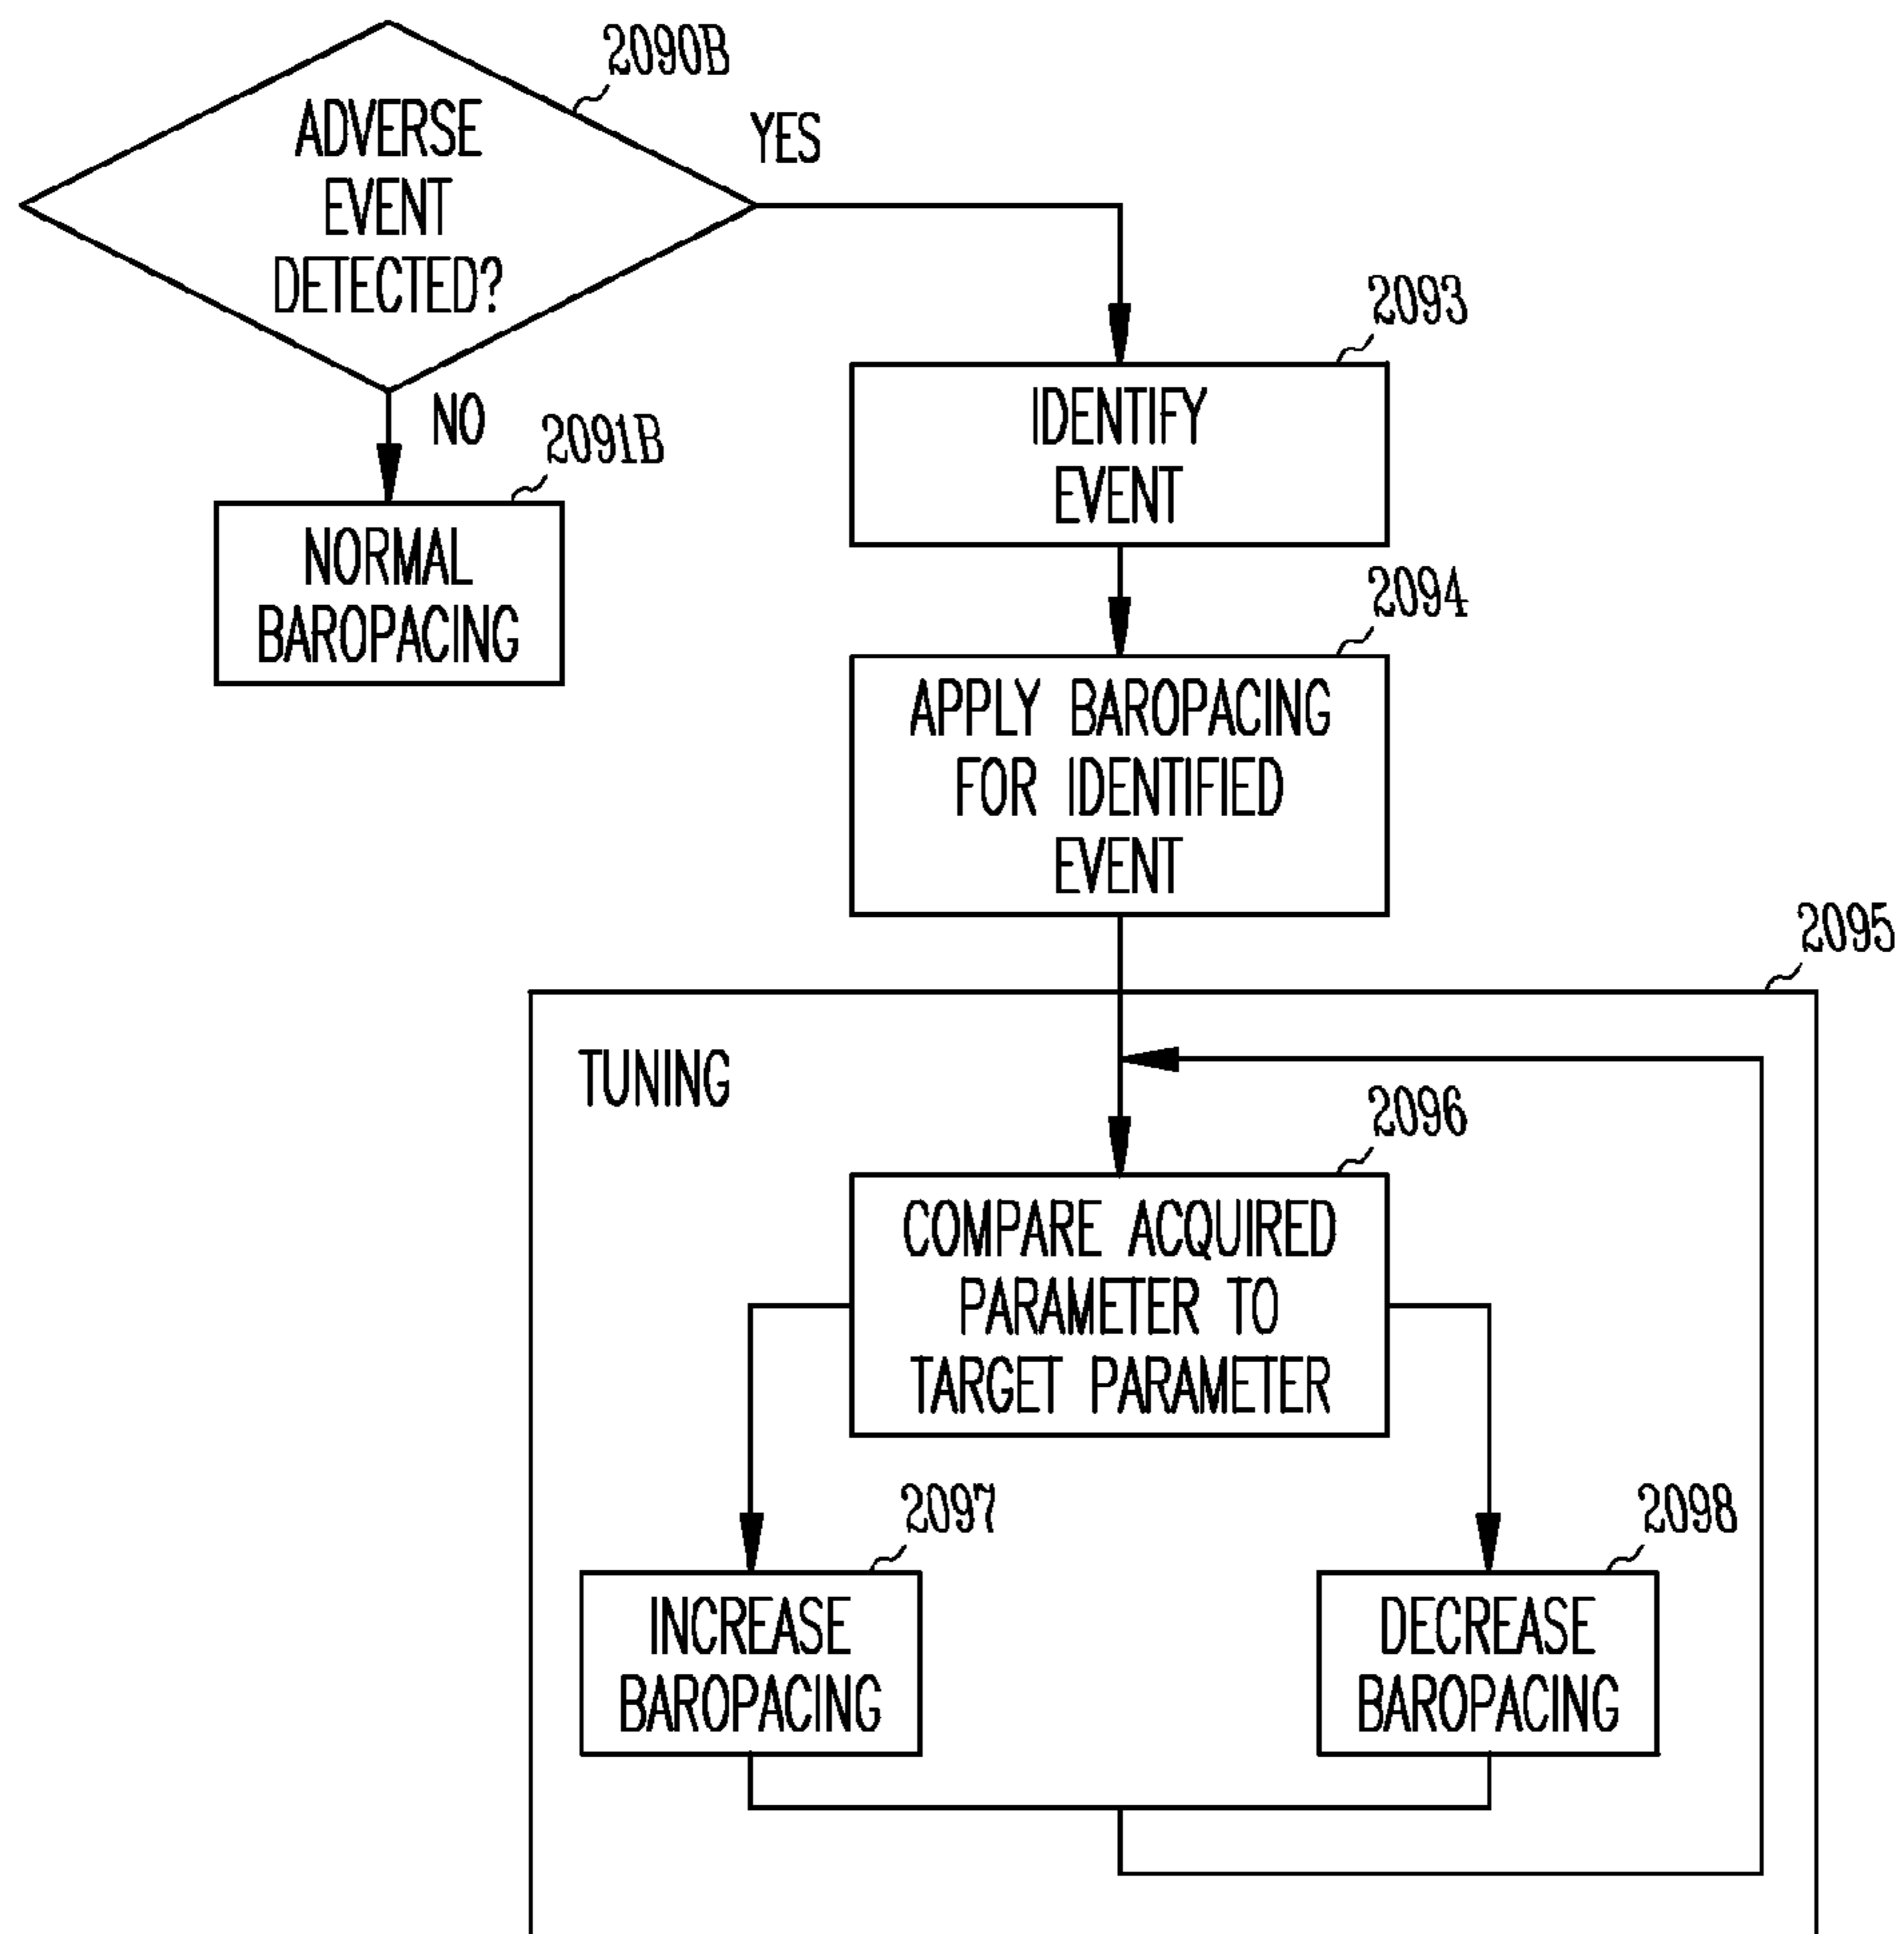 2090B
ADVERSE
EVENT
DETECTED?
YES
NO
2091B
NORMAL
BAROPACING
2093
IDENTIFY
EVENT
2094
APPLY BAROPACING
FOR IDENTIFIED
EVENT
2095
TUNING
2096
COMPARE ACQUIRED
PARAMETER TO
TARGET PARAMETER
2097
INCREASE
BAROPACING
2098
DECREASE
BAROPACING